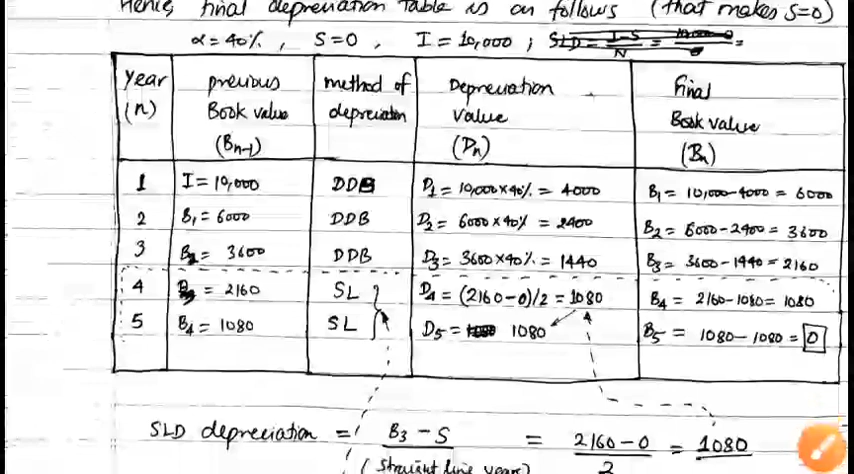 Hence final depreciation Table is as follows (that makes S=0)
α = 40%, S=0, I = 10,000; SLD = I-S/N =
Year (n) | previous Book value (Bn-1) | method of depreciation | Depreciation value (Dn) | Final Book value (Bn)
1 | I = 10,000 | DDB | D1 = 10,000×40% = 4000 | B1 = 10,000-4000 = 6000
2 | B1 = 6000 | DDB | D2 = 6000×40% = 2400 | B2 = 6000-2400 = 3600
3 | B2 = 3600 | DDB | D3 = 3600×40% = 1440 | B3 = 3600-1440 = 2160
4 | B3 = 2160 | SL | D4 = (2160-0)/2 = 1080 | B4 = 2160-1080 = 1080
5 | B4 = 1080 | SL | D5 = 1080 | B5 = 1080-1080 = 0
SLD depreciation = B3 - S / (straight line years) = 2160-0 / 2 = 1080